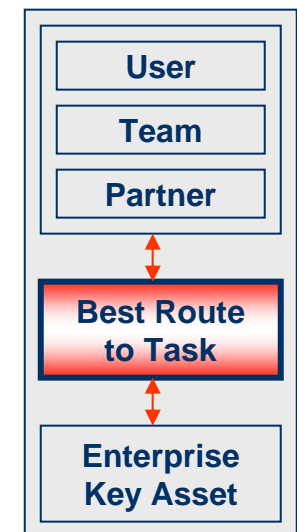 User
Team
Partner
Best Route
to Task
Enterprise
Key Asset